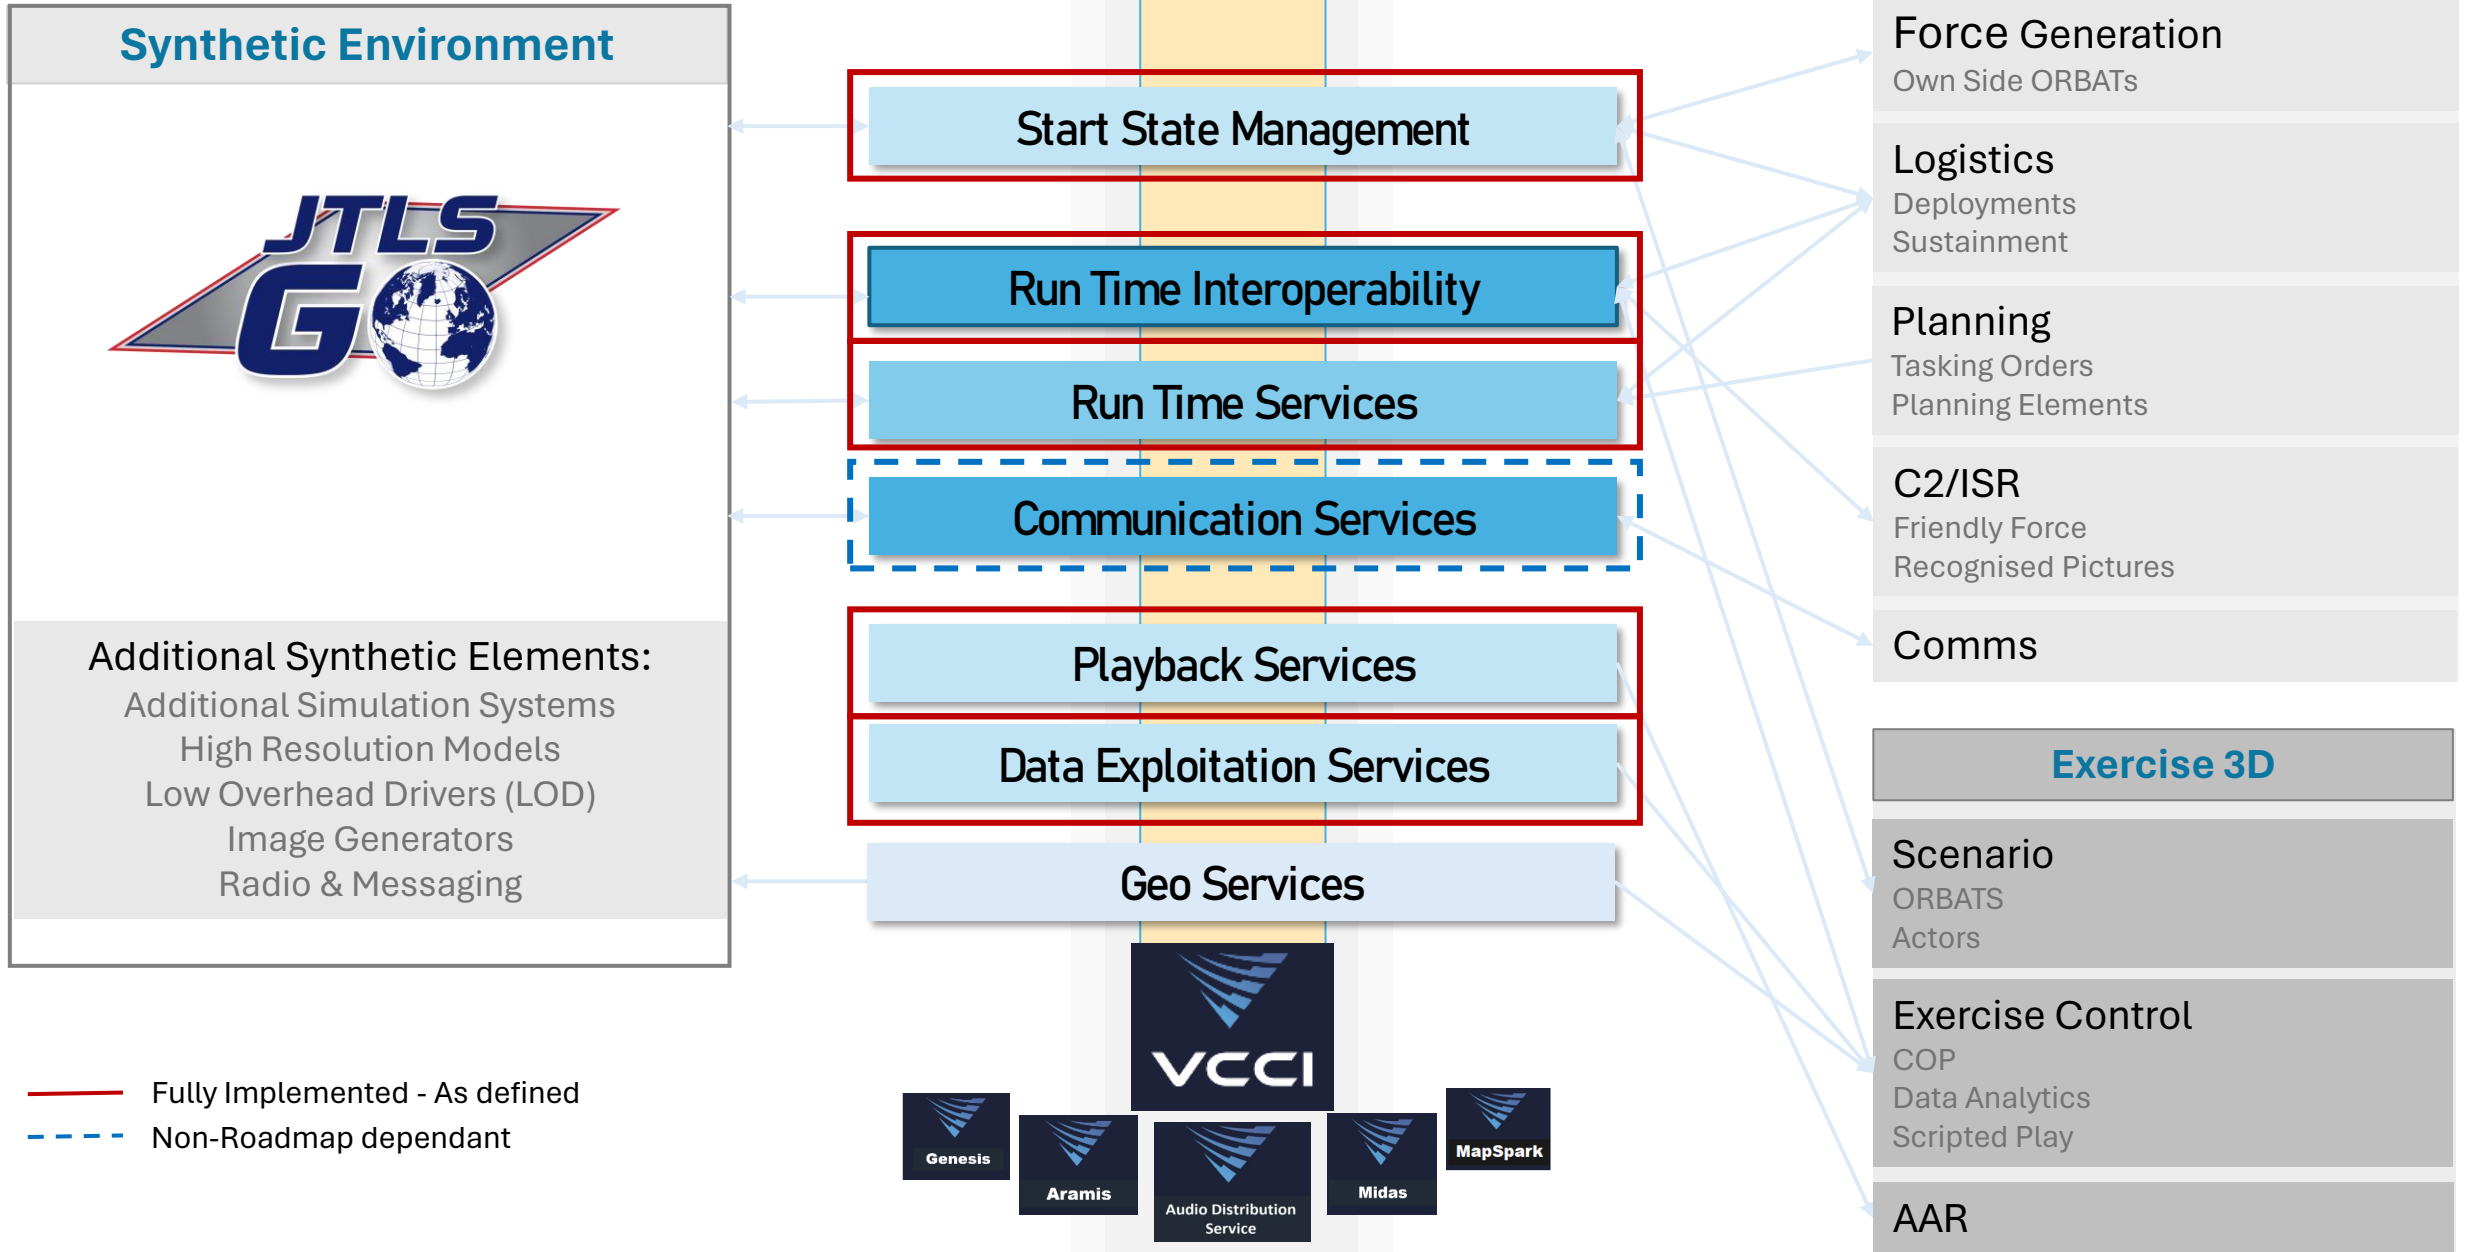 Synthetic Environment
JTLS
GO
Additional Synthetic Elements:
Additional Simulation Systems
High Resolution Models
Low Overhead Drivers (LOD)
Image Generators
Radio & Messaging
Fully Implemented - As defined
Non-Roadmap dependant
Start State Management
Run Time Interoperability
Run Time Services
Communication Services
Playback Services
Data Exploitation Services
Geo Services
VCCI
Genesis
Aramis
Audio Distribution
Service
Midas
MapSpark
Force Generation
Own Side ORBATs
Logistics
Deployments
Sustainment
Planning
Tasking Orders
Planning Elements
C2/ISR
Friendly Force
Recognised Pictures
Comms
Exercise 3D
Scenario
ORBATS
Actors
Exercise Control
COP
Data Analytics
Scripted Play
AAR